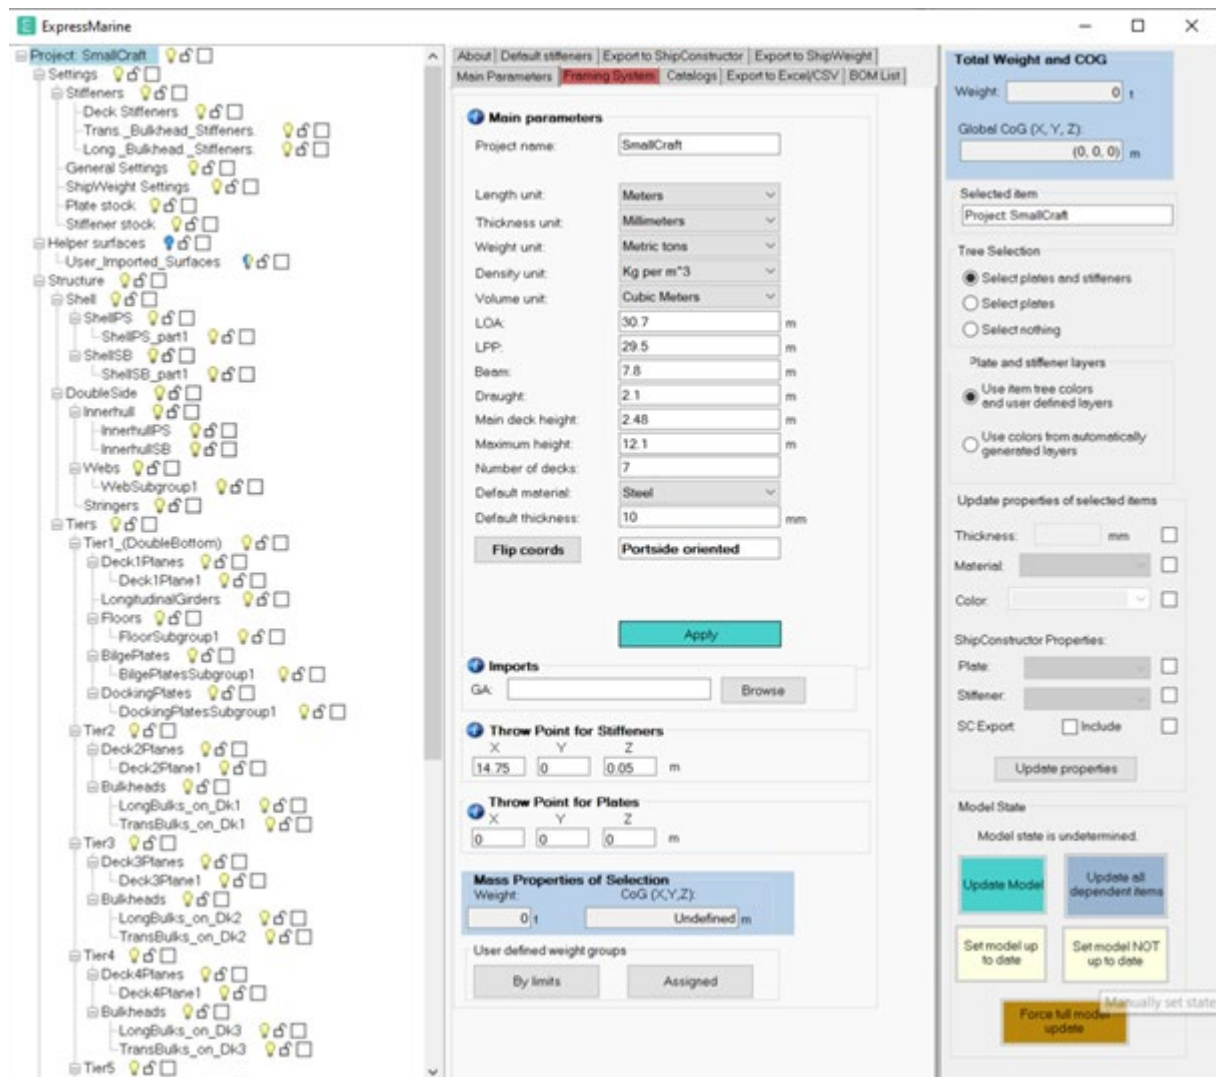 ExpressMarine
Project: SmallCraft
Settings
Stiffeners
Deck Stiffeners
Trans._Bulkhead_Stiffeners.
Long._Bulkhead_Stiffeners.
General Settings
ShipWeight Settings
Plate stock
Stiffener stock
Helper surfaces
User_Imported_Surfaces
Structure
Shell
ShellPS
ShellPS_part1
ShellSB
ShellSB_part1
DoubleSide
Innerhull
InnerhullPS
InnerhullSB
Webs
WebSubgroup1
Stringers
Tiers
Tier1_(DoubleBottom)
Deck1Planes
Deck1Plane1
LongitudinalGirders
Floors
FloorSubgroup1
BilgePlates
BilgePlatesSubgroup1
DockingPlates
DockingPlatesSubgroup1
Tier2
Deck2Planes
Deck2Plane1
Bulkheads
LongBulks_on_Dk1
TransBulks_on_Dk1
Tier3
Deck3Planes
Deck3Plane1
Bulkheads
LongBulks_on_Dk2
TransBulks_on_Dk2
Tier4
Deck4Planes
Deck4Plane1
Bulkheads
LongBulks_on_Dk3
TransBulks_on_Dk3
Tier5
About Default stiffeners Export to ShipConstructor Export to ShipWeight
Main Parameters Framing System Catalogs Export to Excel/CSV BOM List
Main parameters
Project name: SmallCraft
Length unit: Meters
Thickness unit: Millimeters
Weight unit: Metric tons
Density unit: Kg per m^3
Volume unit: Cubic Meters
LOA: 30.7 m
LPP: 29.5 m
Beam: 7.8 m
Draught: 2.1 m
Main deck height: 2.48 m
Maximum height: 12.1 m
Number of decks: 7
Default material: Steel
Default thickness: 10 mm
Flip coords Portside oriented
Apply
Imports
GA: Browse
Throw Point for Stiffeners
X Y Z
14.75 0 0.05 m
Throw Point for Plates
X Y Z
0 0 0 m
Mass Properties of Selection
Weight: CoG (X,Y,Z):
0 t Undefined m
User defined weight groups
By limits Assigned
Total Weight and COG
Weight: 0 t
Global CoG (X, Y, Z):
(0, 0, 0) m
Selected item
Project: SmallCraft
Tree Selection
Select plates and stiffeners
Select plates
Select nothing
Plate and stiffener layers
Use item tree colors
and user defined layers
Use colors from automatically
generated layers
Update properties of selected items
Thickness: mm
Material:
Color:
ShipConstructor Properties:
Plate:
Stiffener:
SC Export Include
Update properties
Model State
Model state is undetermined.
Update Model
Update all
dependent items
Set model up
to date
Set model NOT
up to date
Manually set state
Force full model
update